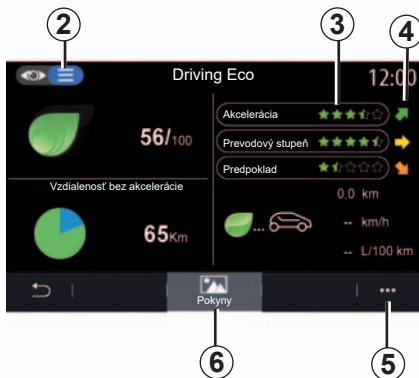 2
3
4
Driving Eco
12:00
Akcelerácia
56/100
Prevodový stupeň
Predpoklad
Vzdialenosť bez akcelerácie
0,0 km
65Km
... -- km/h
-- L/100 km
Pokyny
...
6
5